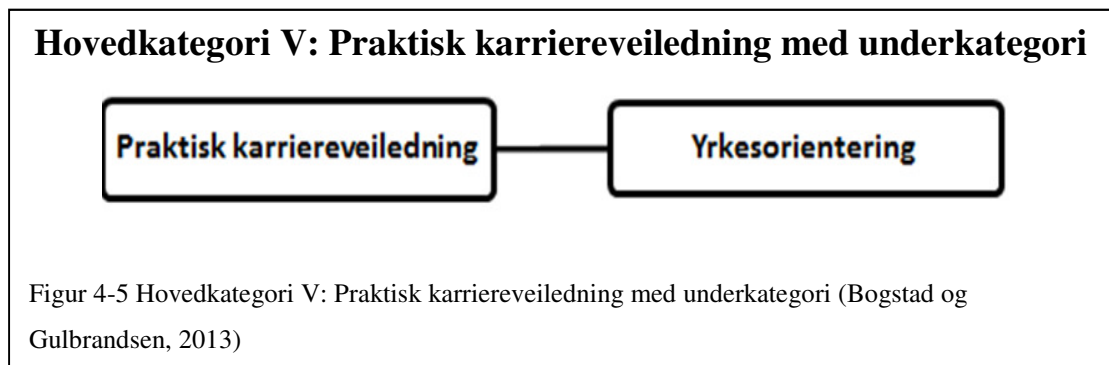 Hovedkategori V: Praktisk karriereveiledning med underkategori
Praktisk karriereveiledning
Yrkesorientering
Figur 4-5 Hovedkategori V: Praktisk karriereveiledning med underkategori (Bogstad og
Gulbrandsen, 2013)